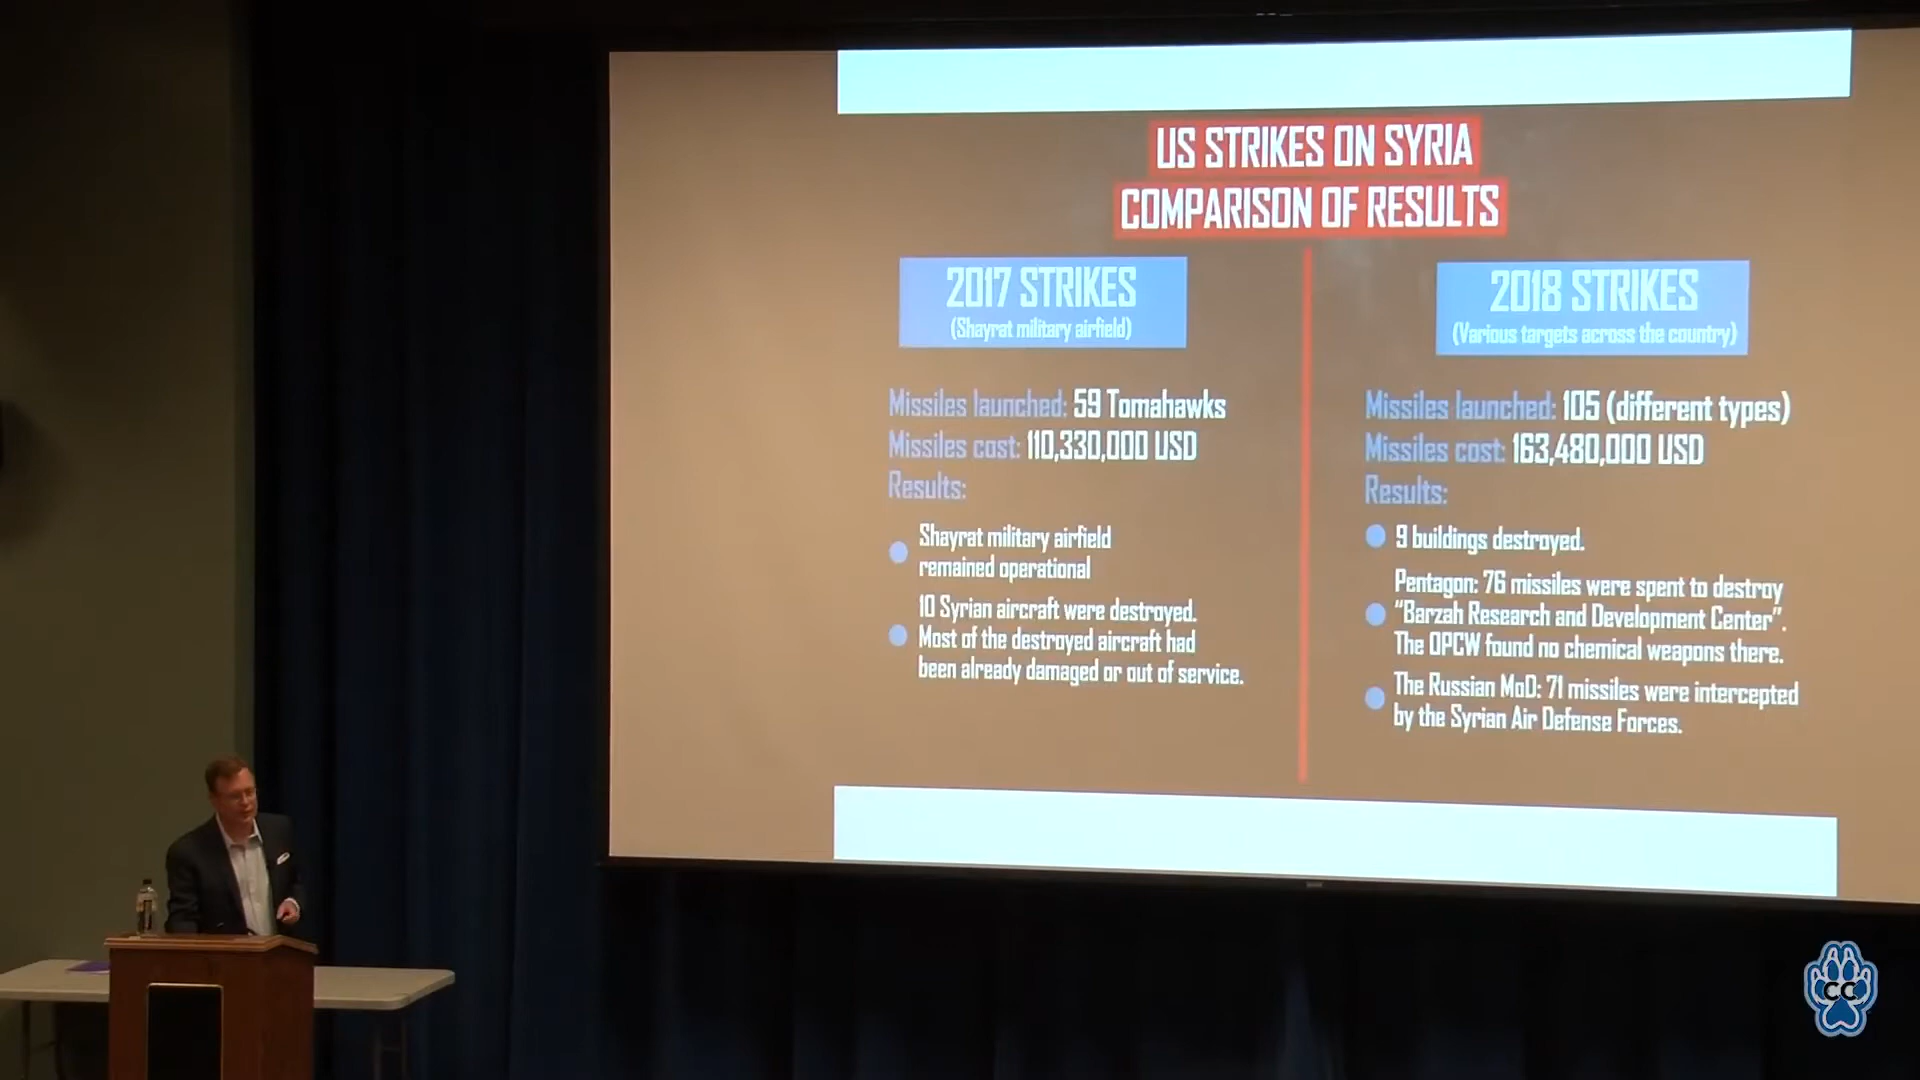 US STRIKES ON SYRIA
COMPARISON OF RESULTS
2017 STRIKES
(Shayrat military airfield)
Missiles launched: 59 Tomahawks
Missiles cost: 110,330,000 USD
Results:
Shayrat military airfield
remained operational
10 Syrian aircraft were destroyed.
Most of the destroyed aircraft had
been already damaged or out of service.
2018 STRIKES
(Various targets across the country)
Missiles launched: 105 (different types)
Missiles cost: 163,480,000 USD
Results:
9 buildings destroyed.
Pentagon: 76 missiles were spent to destroy
“Barzah Research and Development Center”.
The OPCW found no chemical weapons there.
The Russian MoD: 71 missiles were intercepted
by the Syrian Air Defense Forces.
CC